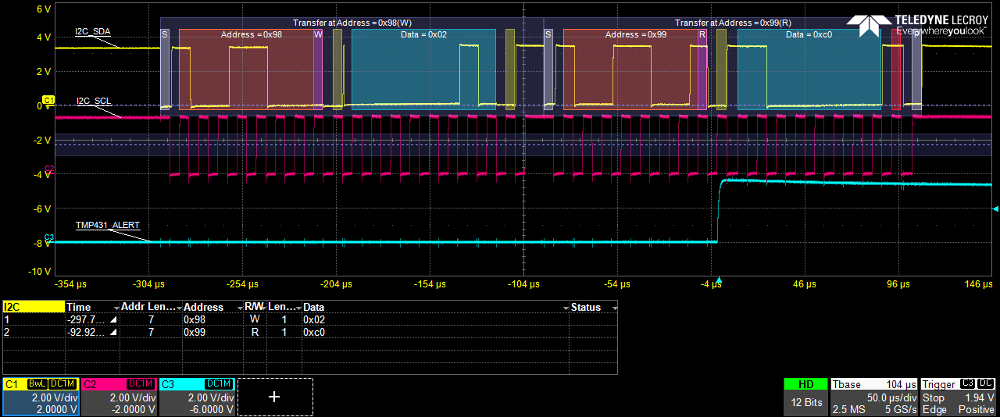 6 V
TELEDYNE LECROY
Everywhereyoulook™
Transfer at Address = 0x98(W)
Transfer at Address = 0x99(R)
I2C_SDA
S
Address = 0x98
W
Data = 0x02
S
Address = 0x99
R
Data = 0xc0
P
4 V
2 V
C1
0 V
I2C_SCL
-2 V
C2
-4 V
-6 V
TMP431_ALERT
C3
-8 V
-10 V
-354 µs
-304 µs
-254 µs
-204 µs
-154 µs
-104 µs
-54 µs
-4 µs
46 µs
96 µs
146 µs
I2C Time Addr Len... Address R/W Len... Data Status
1 -297.7... 7 0x98 W 1 0x02
2 -92.92... 7 0x99 R 1 0xc0
C1 BwL DC1M
2.00 V/div
2.0000 V
C2 DC1M
2.00 V/div
-2.0000 V
C3 DC1M
2.00 V/div
-6.0000 V
+
HD
12 Bits
Tbase 104 µs
50.0 µs/div
2.5 MS 5 GS/s
Trigger C3 DC
Stop 1.94 V
Edge Positive